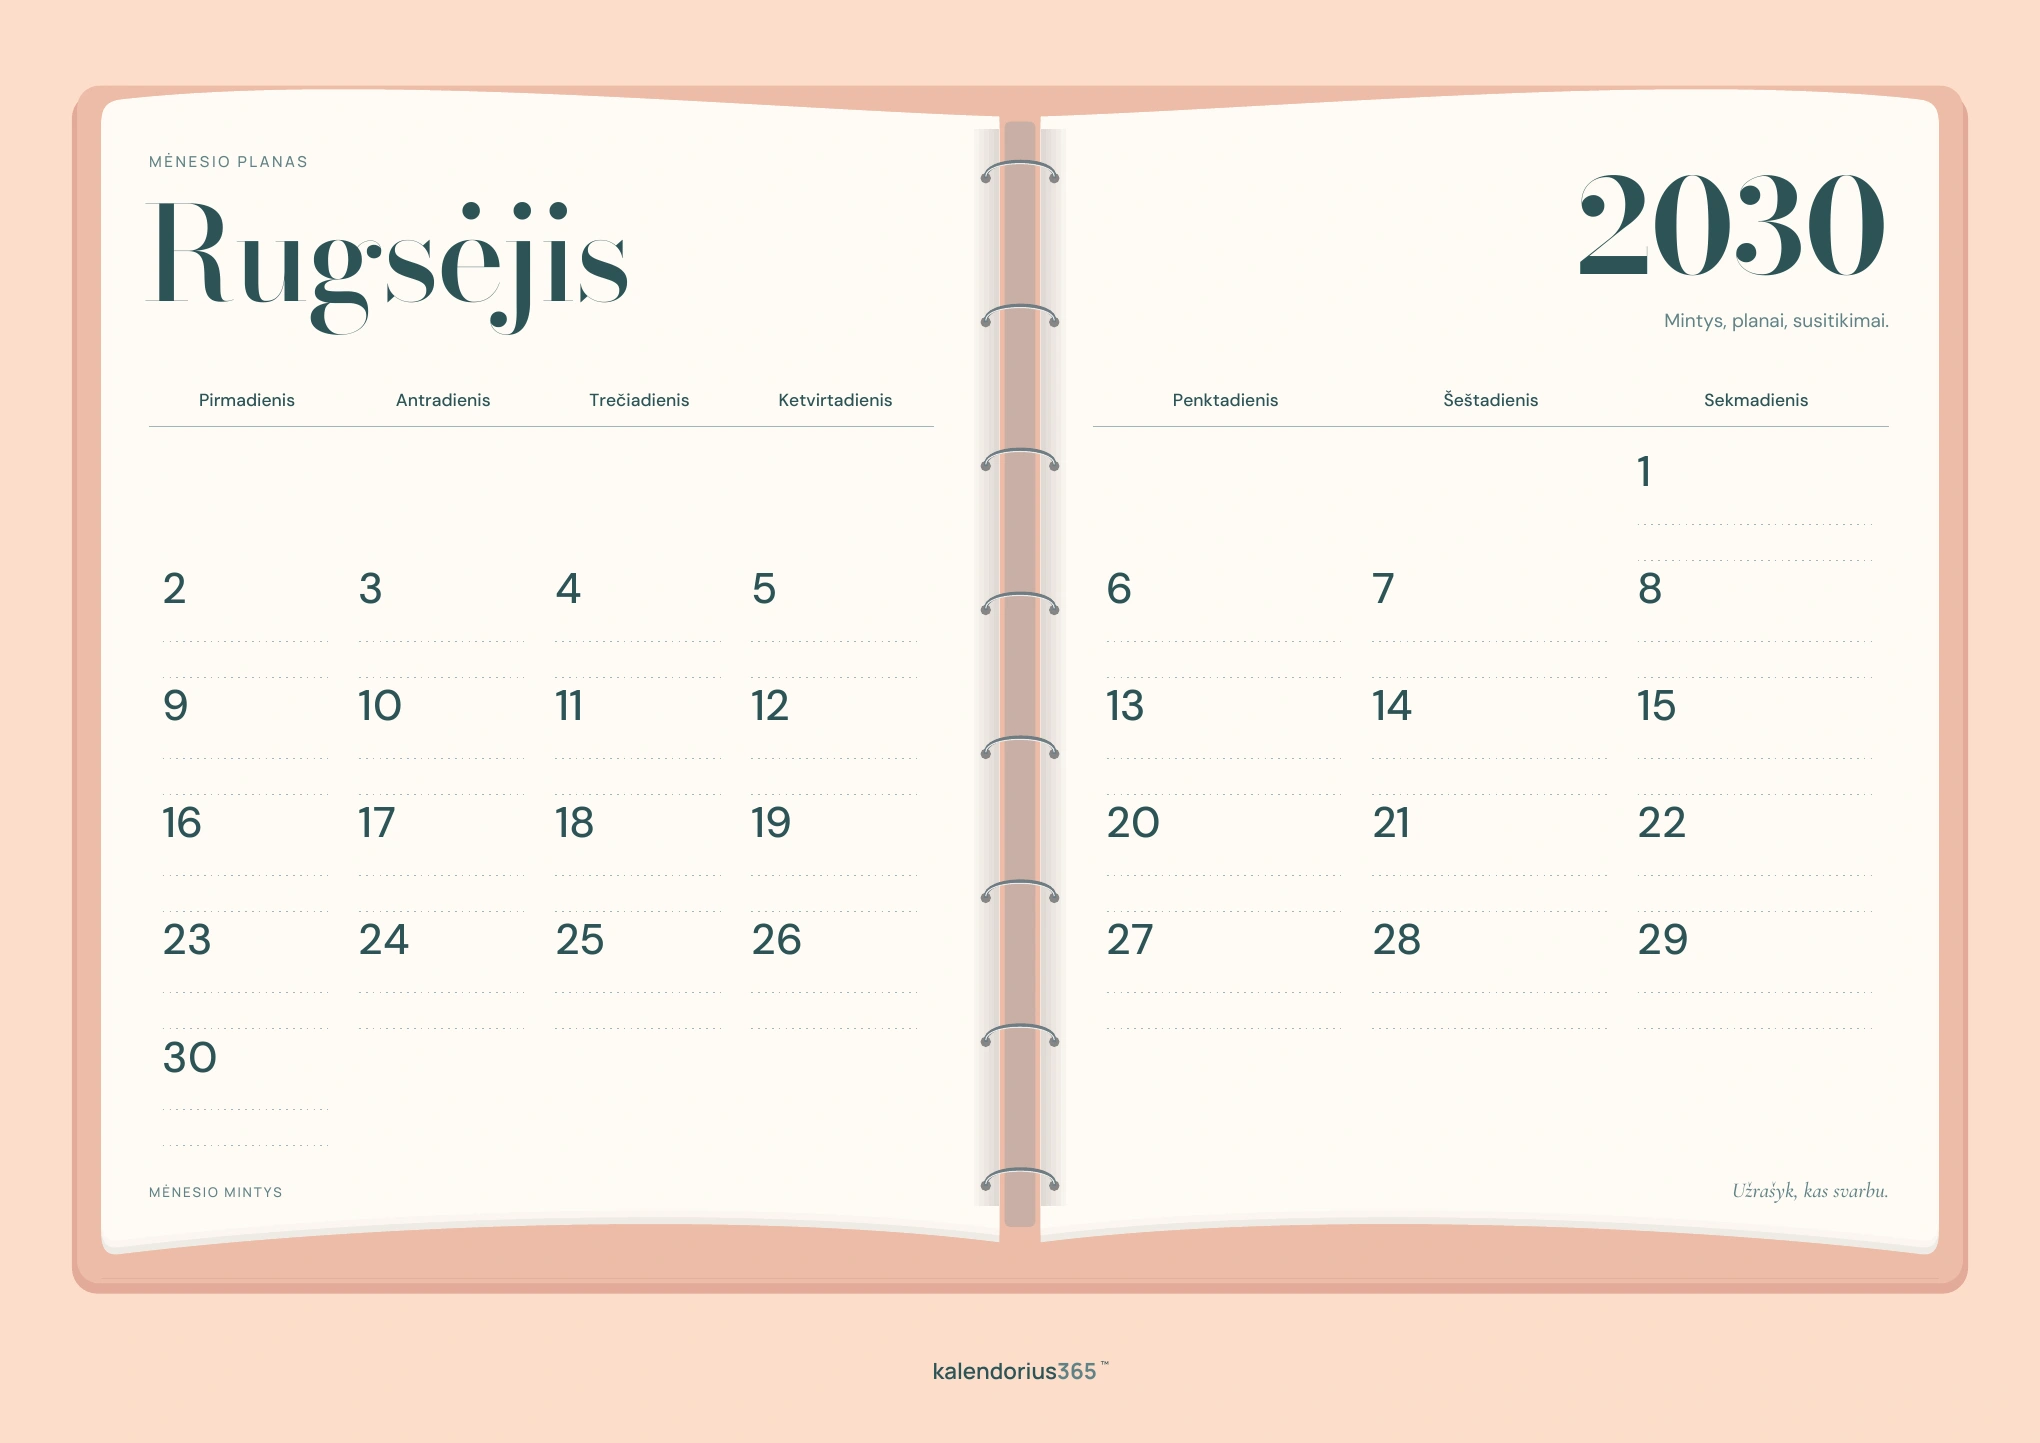 MĖNESIO PLANAS
Rugsėjis
2030
Mintys, planai, susitikimai.
Pirmadienis Antradienis Trečiadienis Ketvirtadienis Penktadienis Šeštadienis Sekmadienis
1
2 3 4 5 6 7 8
9 10 11 12 13 14 15
16 17 18 19 20 21 22
23 24 25 26 27 28 29
30
MĖNESIO MINTYS
Užrašyk, kas svarbu.
kalendorius365™